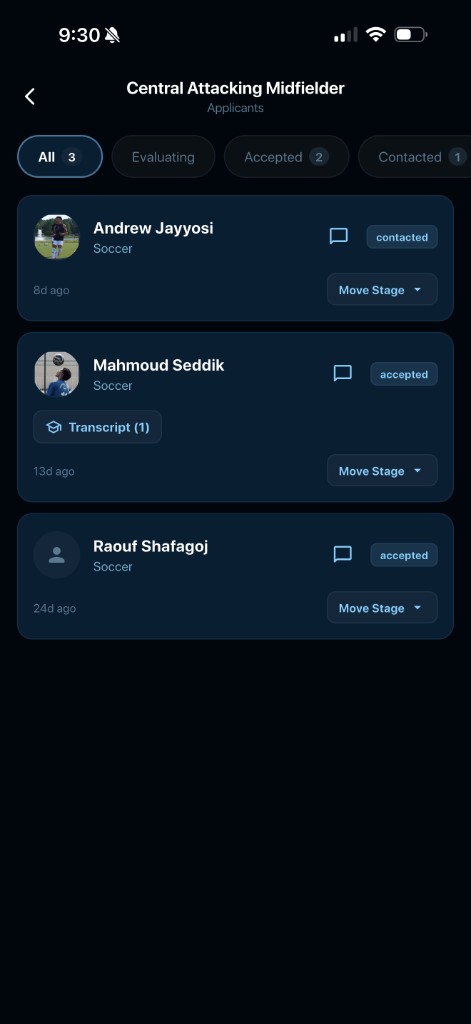 9:30
Central Attacking Midfielder
Applicants
All 3 Evaluating Accepted 2 Contacted 1
Andrew Jayyosi
Soccer
contacted
8d ago
Move Stage
Mahmoud Seddik
Soccer
accepted
Transcript (1)
13d ago
Move Stage
Raouf Shafagoj
Soccer
accepted
24d ago
Move Stage